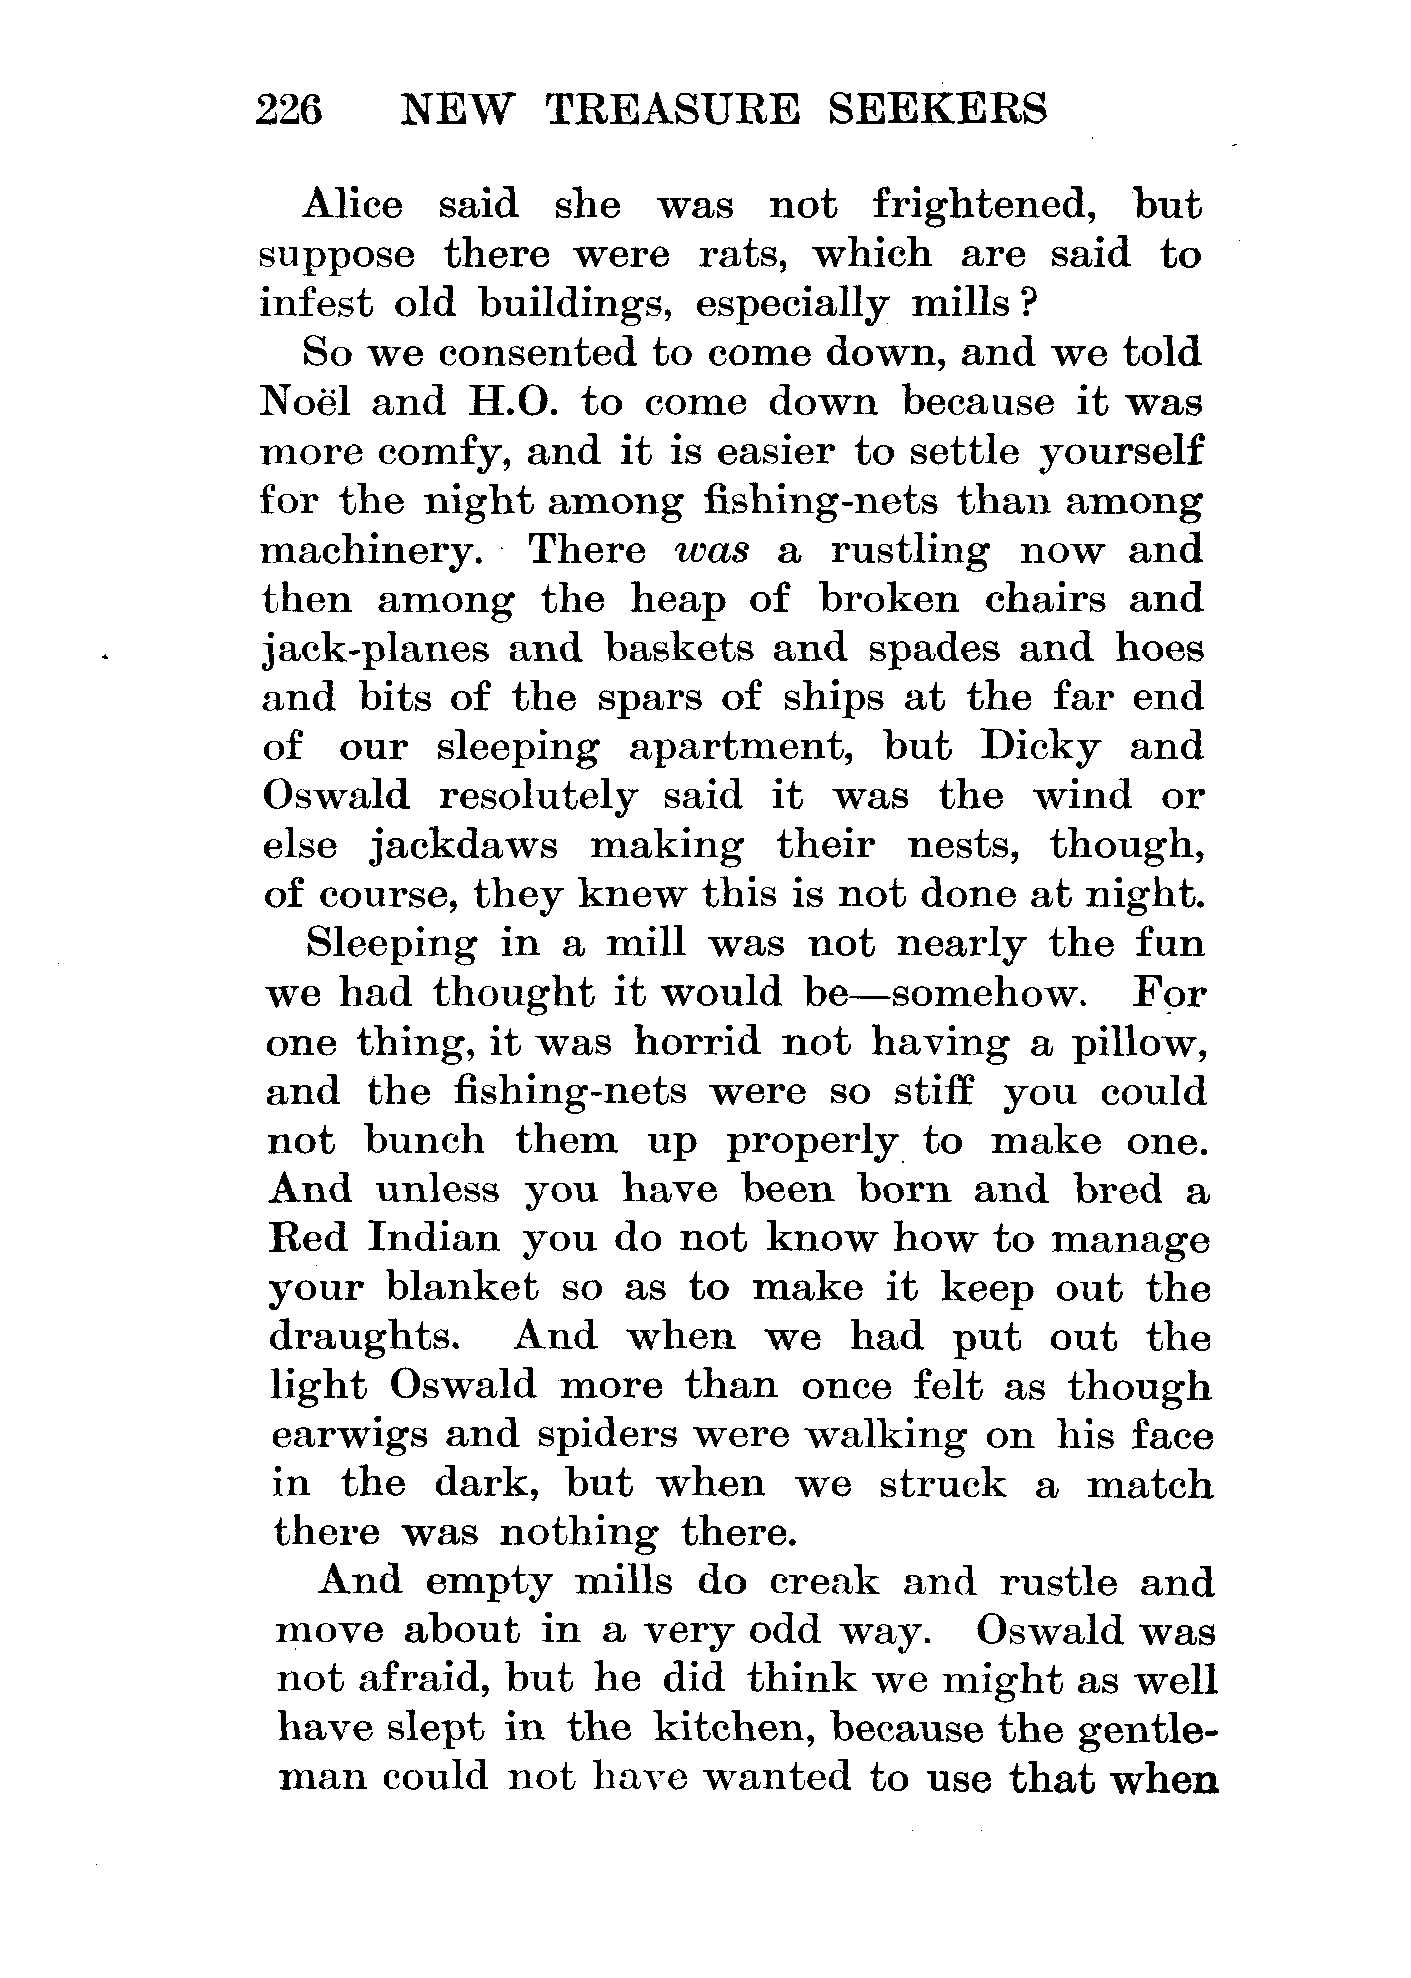 226 NEW TREASURE SEEKERS
Alice said she was not frightened, but
suppose there were rats, which are said to
infest old buildings, especially mills?
So we consented to come down, and we told
Noël and H.O. to come down because it was
more comfy, and it is easier to settle yourself
for the night among fishing-nets than among
machinery. There was a rustling now and
then among the heap of broken chairs and
jack-planes and baskets and spades and hoes
and bits of the spars of ships at the far end
of our sleeping apartment, but Dicky and
Oswald resolutely said it was the wind or
else jackdaws making their nests, though,
of course, they knew this is not done at night.
Sleeping in a mill was not nearly the fun
we had thought it would be—somehow. For
one thing, it was horrid not having a pillow,
and the fishing-nets were so stiff you could
not bunch them up properly to make one.
And unless you have been born and bred a
Red Indian you do not know how to manage
your blanket so as to make it keep out the
draughts. And when we had put out the
light Oswald more than once felt as though
earwigs and spiders were walking on his face
in the dark, but when we struck a match
there was nothing there.
And empty mills do creak and rustle and
move about in a very odd way. Oswald was
not afraid, but he did think we might as well
have slept in the kitchen, because the gentle-
man could not have wanted to use that when